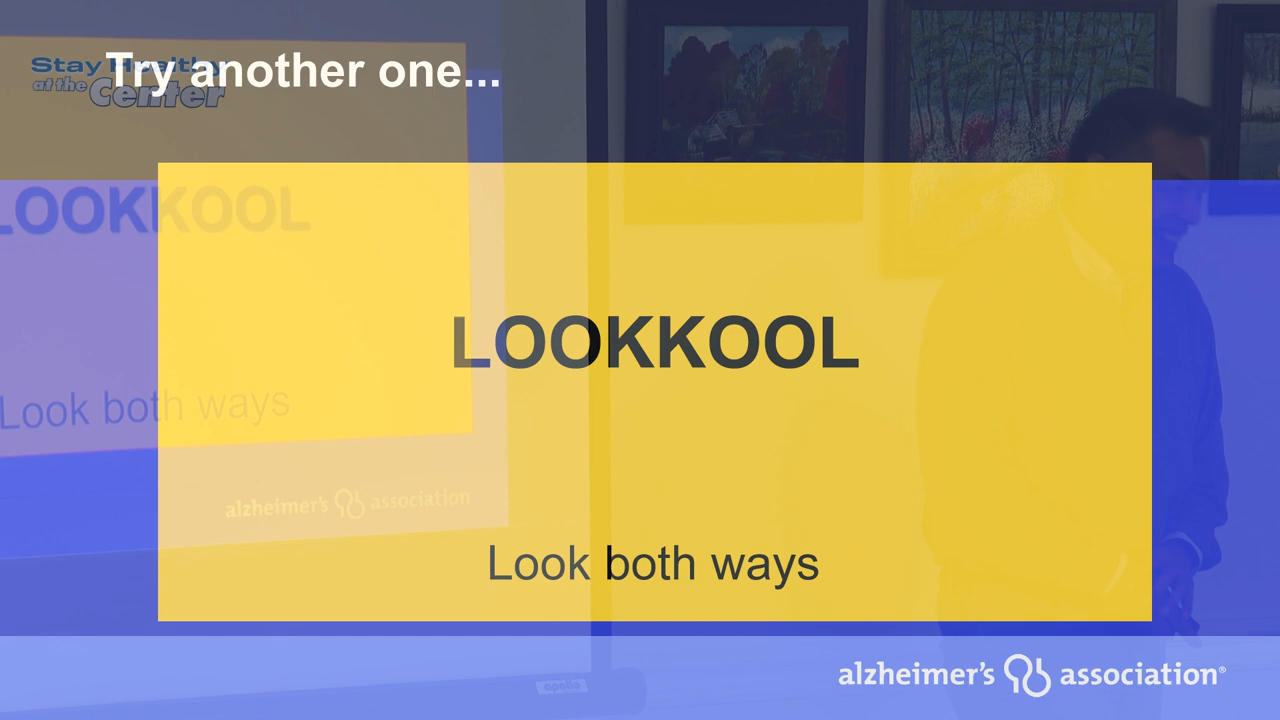 Try another one...
Stay Healthy
at the Center
LOOKKOOL
LOOKKOOL
Look both ways
Look both ways
alzheimer's association
alzheimer's association®
apollo